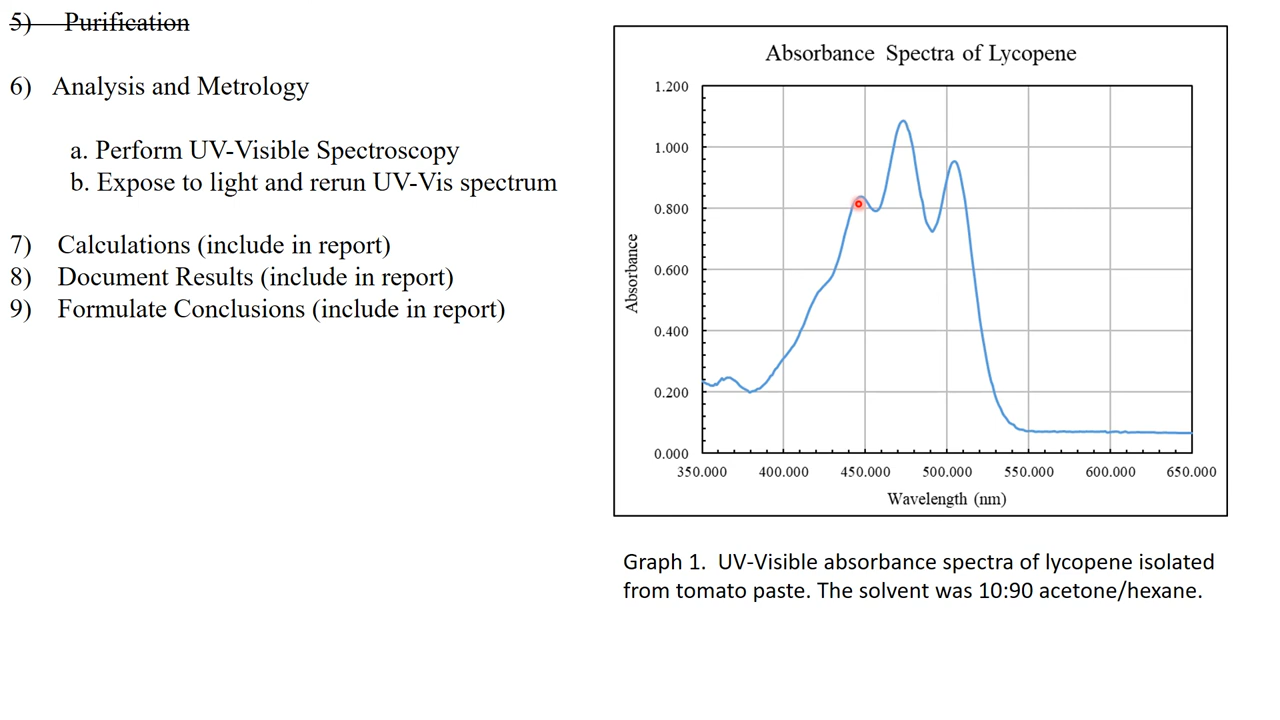 5) Purification
6) Analysis and Metrology
a. Perform UV-Visible Spectroscopy
b. Expose to light and rerun UV-Vis spectrum
7) Calculations (include in report)
8) Document Results (include in report)
9) Formulate Conclusions (include in report)
Absorbance Spectra of Lycopene
1.200
1.000
0.800
0.600
0.400
0.200
0.000
Absorbance
350.000 400.000 450.000 500.000 550.000 600.000 650.000
Wavelength (nm)
Graph 1. UV-Visible absorbance spectra of lycopene isolated
from tomato paste. The solvent was 10:90 acetone/hexane.